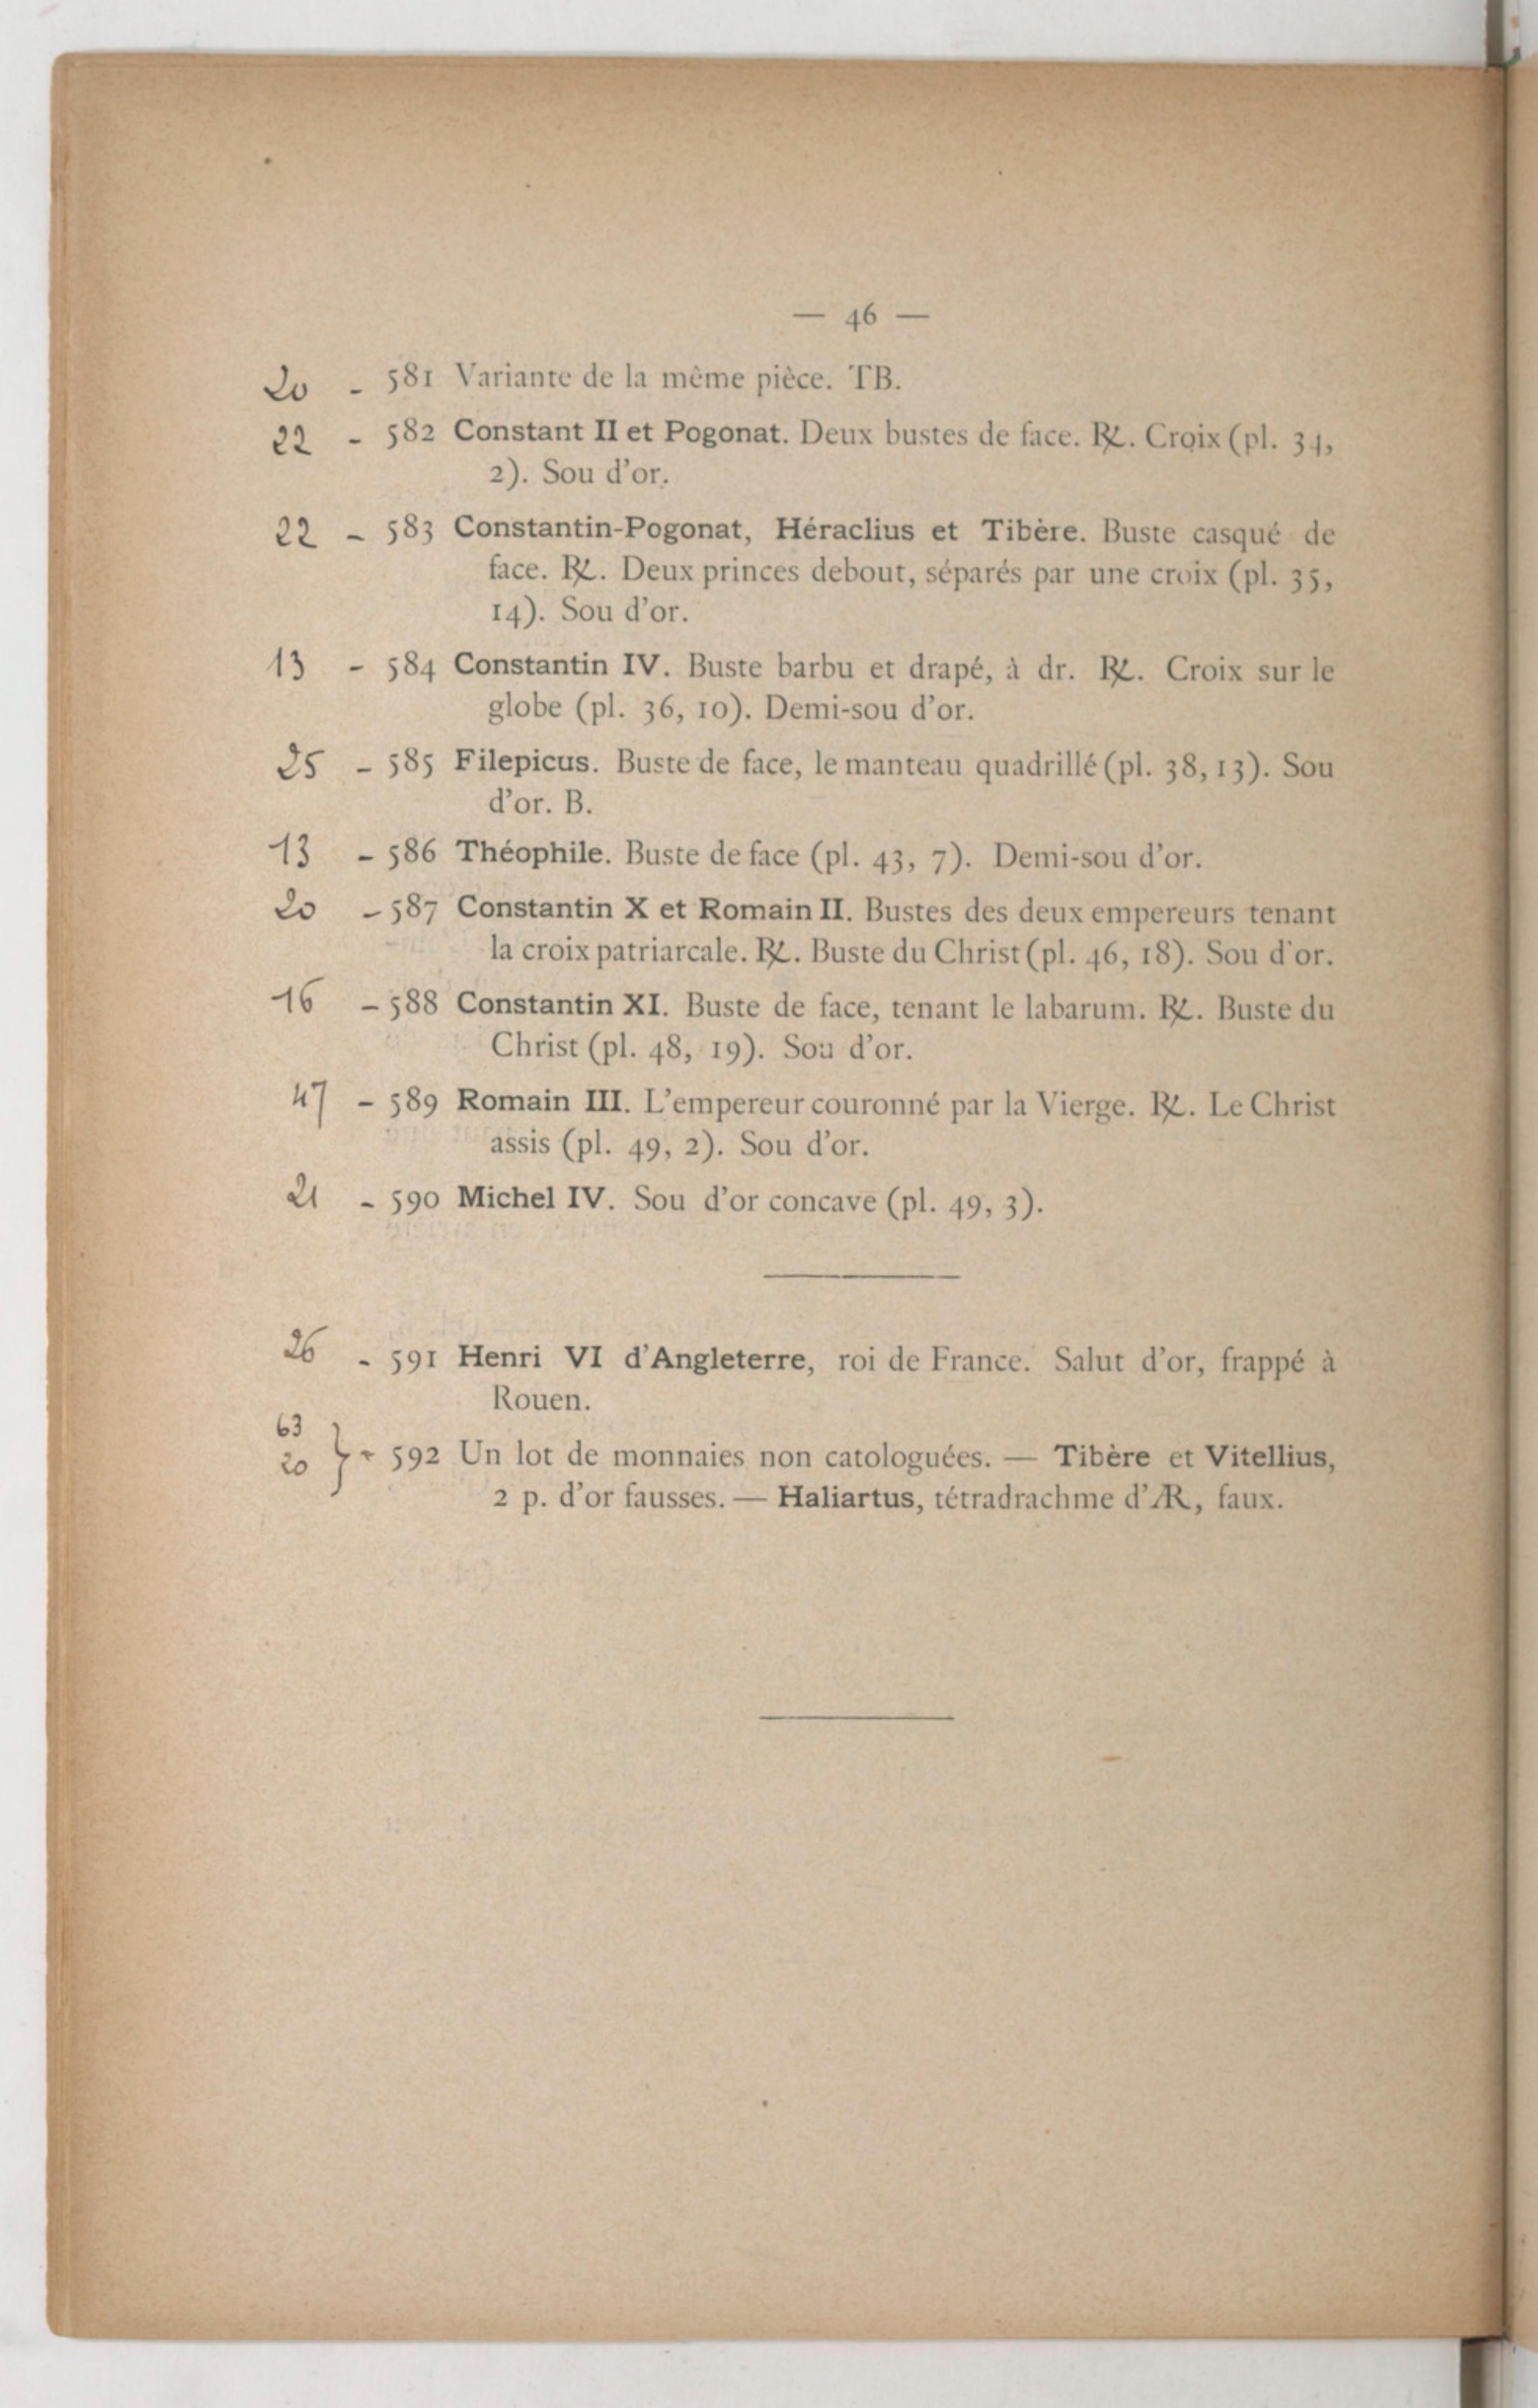 — 46 —
20 - 581 Variante de la même pièce. TB.
22 - 582 Constant II et Pogonat. Deux bustes de face. ℞. Croix (pl. 34,
2). Sou d'or.
22 - 583 Constantin-Pogonat, Héraclius et Tibère. Buste casqué de
face. ℞. Deux princes debout, séparés par une croix (pl. 35,
14). Sou d'or.
13 - 584 Constantin IV. Buste barbu et drapé, à dr. ℞. Croix sur le
globe (pl. 36, 10). Demi-sou d'or.
25 - 585 Filepicus. Buste de face, le manteau quadrillé (pl. 38, 13). Sou
d'or. B.
13 - 586 Théophile. Buste de face (pl. 43, 7). Demi-sou d'or.
20 - 587 Constantin X et Romain II. Bustes des deux empereurs tenant
la croix patriarcale. ℞. Buste du Christ (pl. 46, 18). Sou d'or.
16 - 588 Constantin XI. Buste de face, tenant le labarum. ℞. Buste du
Christ (pl. 48, 19). Sou d'or.
47 - 589 Romain III. L'empereur couronné par la Vierge. ℞. Le Christ
assis (pl. 49, 2). Sou d'or.
21 - 590 Michel IV. Sou d'or concave (pl. 49, 3).
26 - 591 Henri VI d'Angleterre, roi de France. Salut d'or, frappé à
Rouen.
63
20 } - 592 Un lot de monnaies non catologuées. — Tibère et Vitellius,
2 p. d'or fausses. — Haliartus, tétradrachme d'ÆR, faux.